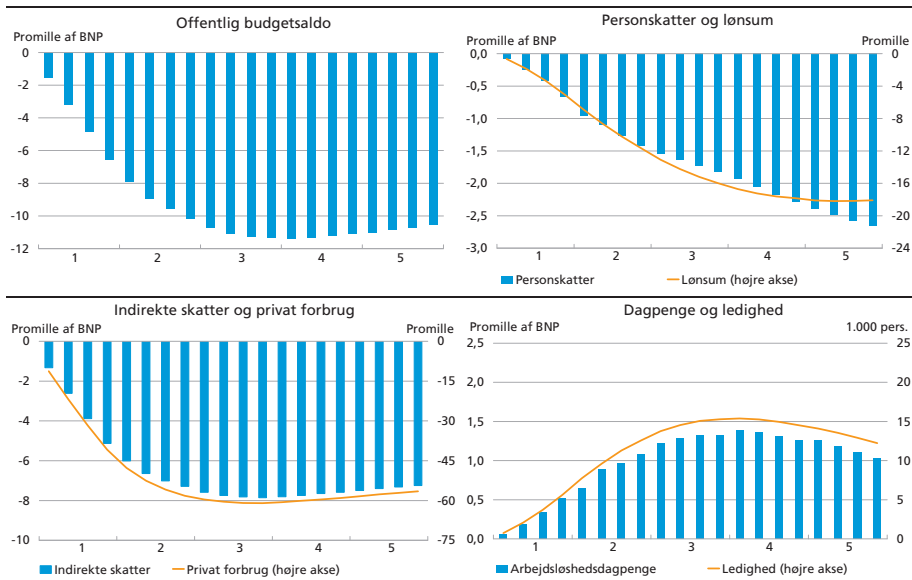 Offentlig budgetsaldo
Promille af BNP
0
-2
-4
-6
-8
-10
-12
1 2 3 4 5
Personskatter og lønsum
Promille af BNP Promille
0,0 0
-0,5 -4
-1,0 -8
-1,5 -12
-2,0 -16
-2,5 -20
-3,0 -24
1 2 3 4 5
Personskatter Lønsum (højre akse)
Indirekte skatter og privat forbrug
Promille af BNP Promille
0 0
-2 -15
-4 -30
-6 -45
-8 -60
-10 -75
1 2 3 4 5
Indirekte skatter Privat forbrug (højre akse)
Dagpenge og ledighed
Promille af BNP 1.000 pers.
2,5 25
2,0 20
1,5 15
1,0 10
0,5 5
0,0 0
1 2 3 4 5
Arbejdsløshedsdagpenge Ledighed (højre akse)